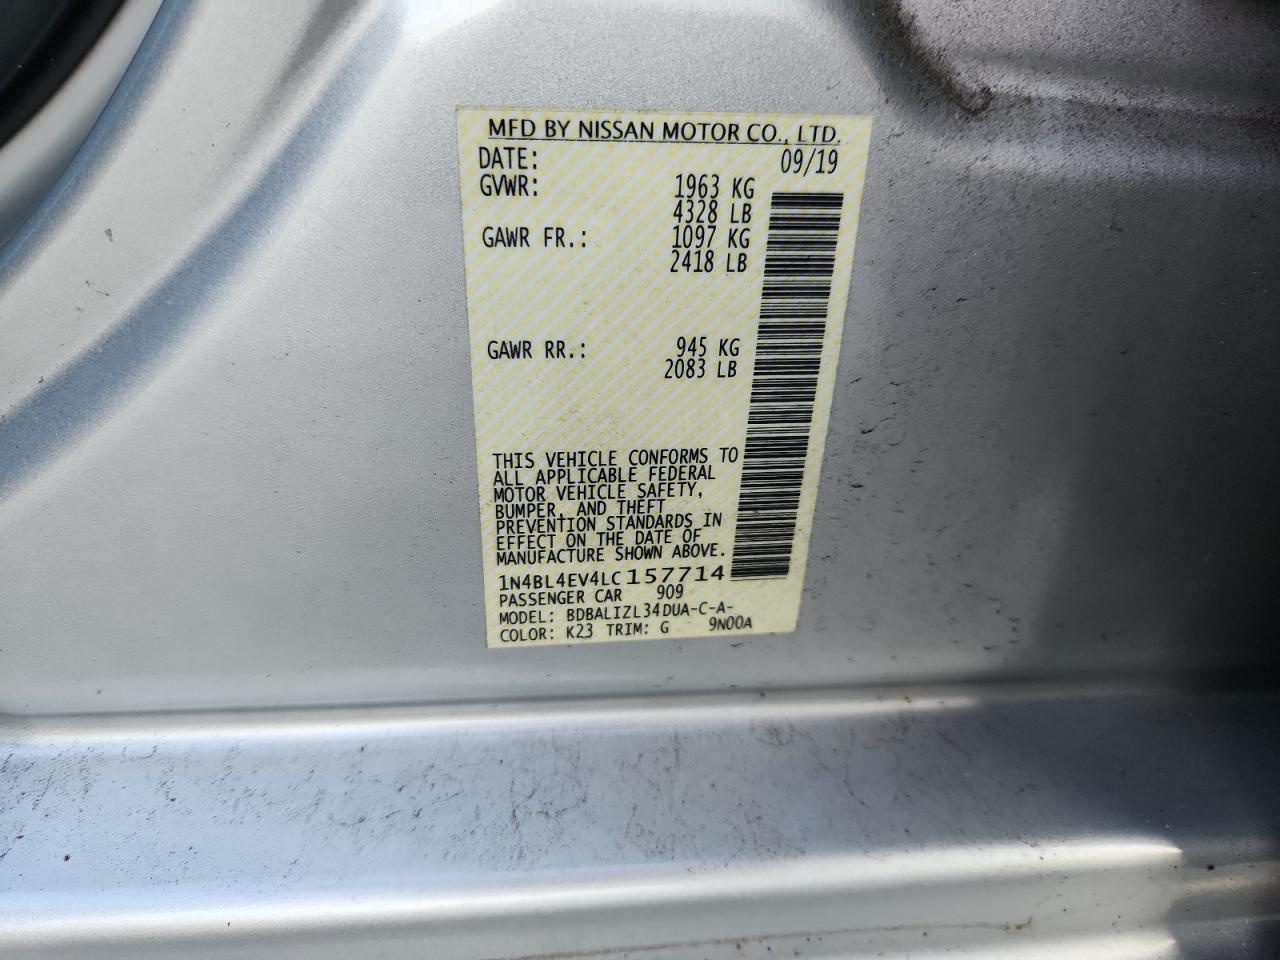 MFD BY NISSAN MOTOR CO., LTD.
DATE: 09/19
GVWR: 1963 KG
4328 LB
GAWR FR.: 1097 KG
2418 LB
GAWR RR.: 945 KG
2083 LB
THIS VEHICLE CONFORMS TO
ALL APPLICABLE FEDERAL
MOTOR VEHICLE SAFETY,
BUMPER, AND THEFT
PREVENTION STANDARDS IN
EFFECT ON THE DATE OF
MANUFACTURE SHOWN ABOVE.
1N4BL4EV4LC157714
PASSENGER CAR 909
MODEL: BDBALIZL34DUA-C-A-
COLOR: K23 TRIM: G 9N00A